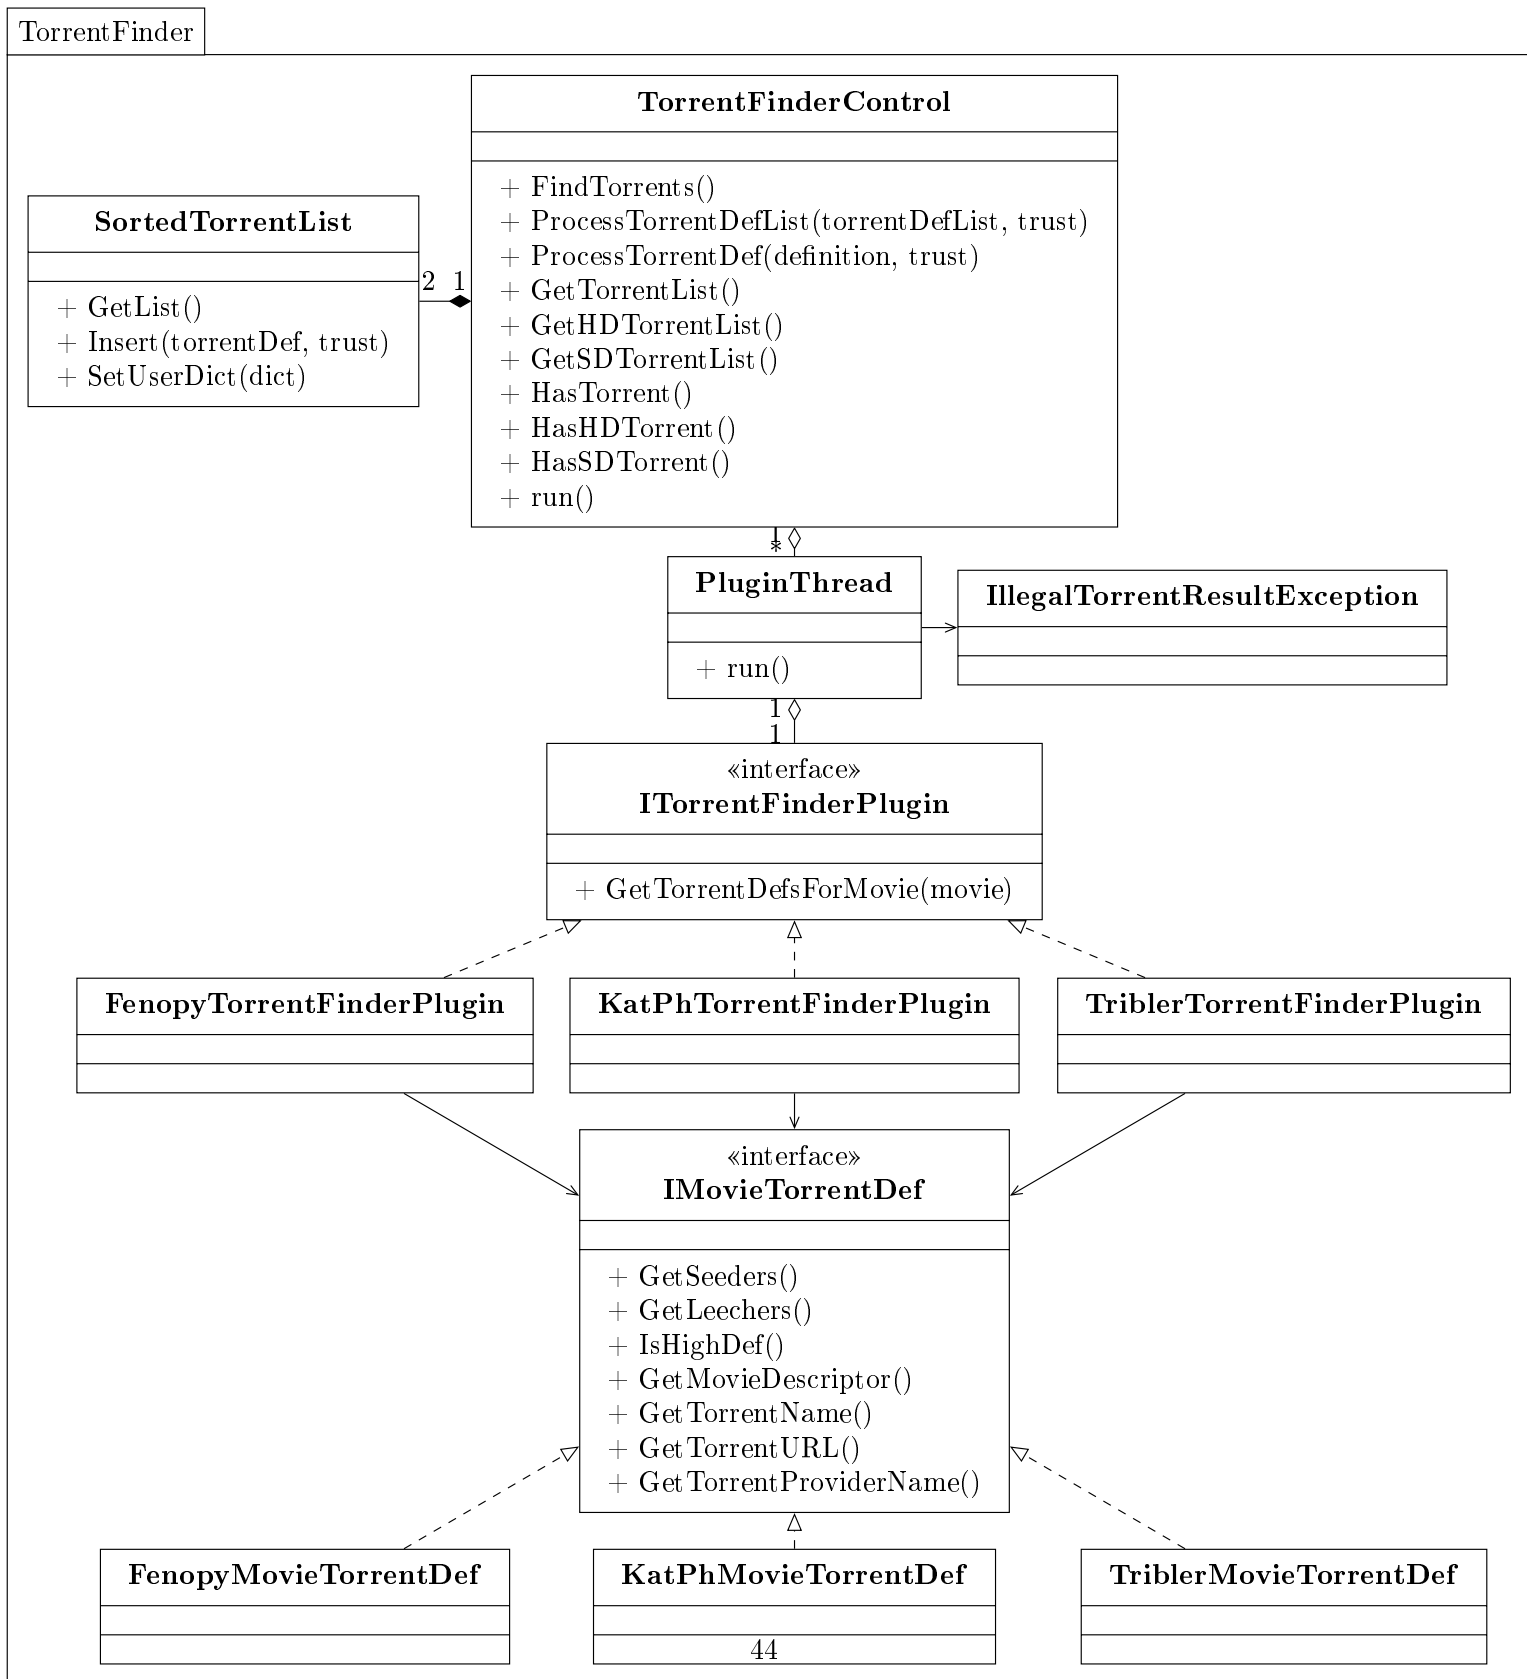 TorrentFinder
TorrentFinderControl
+ FindTorrents()
+ ProcessTorrentDefList(torrentDefList, trust)
+ ProcessTorrentDef(definition, trust)
+ GetTorrentList()
+ GetHDTorrentList()
+ GetSDTorrentList()
+ HasTorrent()
+ HasHDTorrent()
+ HasSDTorrent()
+ run()
SortedTorrentList
+ GetList()
+ Insert(torrentDef, trust)
+ SetUserDict(dict)
2 1
1
*
PluginThread
+ run()
IllegalTorrentResultException
1
1
«interface»
ITorrentFinderPlugin
+ GetTorrentDefsForMovie(movie)
FenopyTorrentFinderPlugin
KatPhTorrentFinderPlugin
TriblerTorrentFinderPlugin
«interface»
IMovieTorrentDef
+ GetSeeders()
+ GetLeechers()
+ IsHighDef()
+ GetMovieDescriptor()
+ GetTorrentName()
+ GetTorrentURL()
+ GetTorrentProviderName()
FenopyMovieTorrentDef
KatPhMovieTorrentDef
TriblerMovieTorrentDef
44